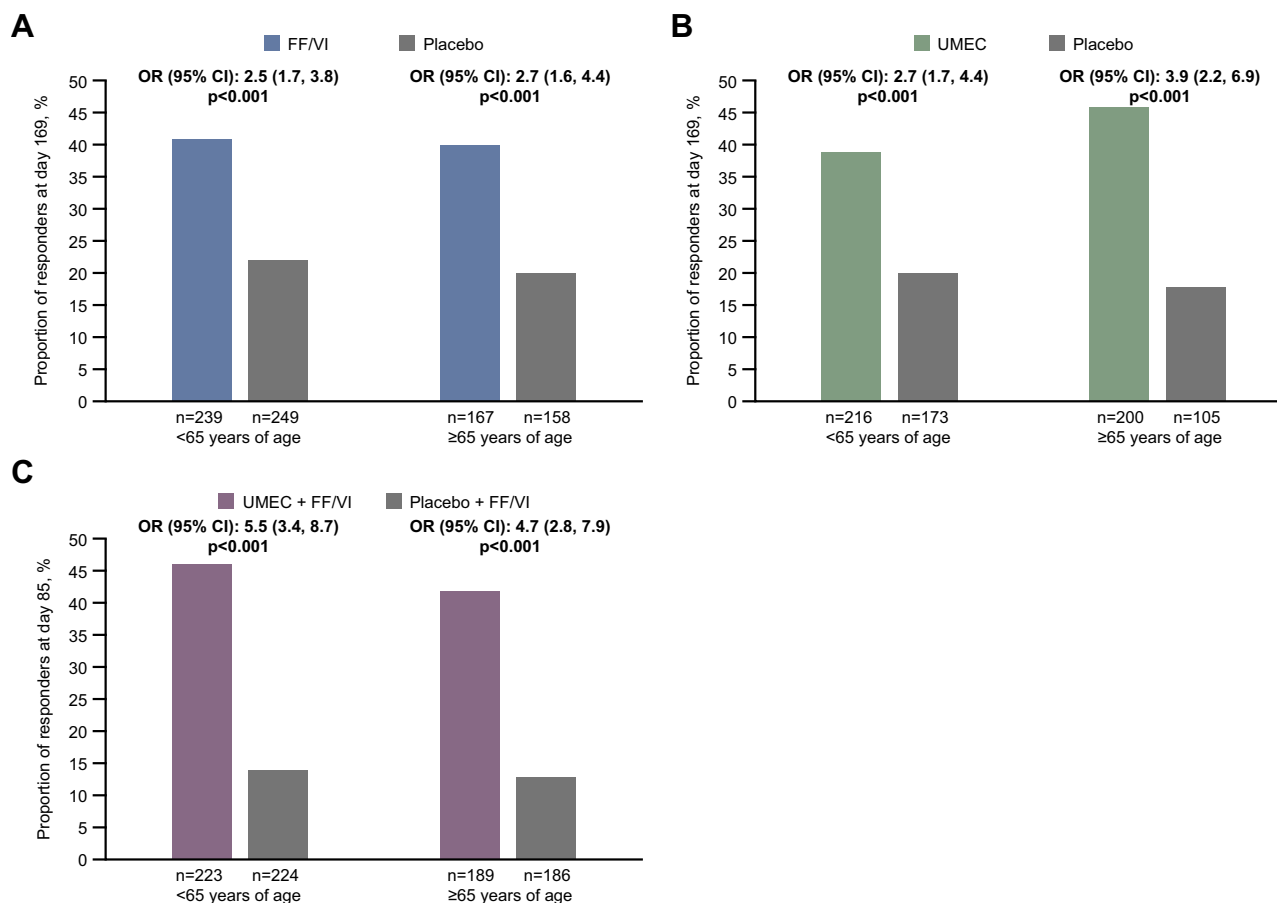 A
FF/VI Placebo
OR (95% CI): 2.5 (1.7, 3.8) OR (95% CI): 2.7 (1.6, 4.4)
p<0.001 p<0.001
Proportion of responders at day 169, %
50
45
40
35
30
25
20
15
10
5
0
n=239 n=249 n=167 n=158
<65 years of age ≥65 years of age
B
UMEC Placebo
OR (95% CI): 2.7 (1.7, 4.4) OR (95% CI): 3.9 (2.2, 6.9)
p<0.001 p<0.001
Proportion of responders at day 169, %
50
45
40
35
30
25
20
15
10
5
0
n=216 n=173 n=200 n=105
<65 years of age ≥65 years of age
C
UMEC + FF/VI Placebo + FF/VI
OR (95% CI): 5.5 (3.4, 8.7) OR (95% CI): 4.7 (2.8, 7.9)
p<0.001 p<0.001
Proportion of responders at day 85, %
50
45
40
35
30
25
20
15
10
5
0
n=223 n=224 n=189 n=186
<65 years of age ≥65 years of age